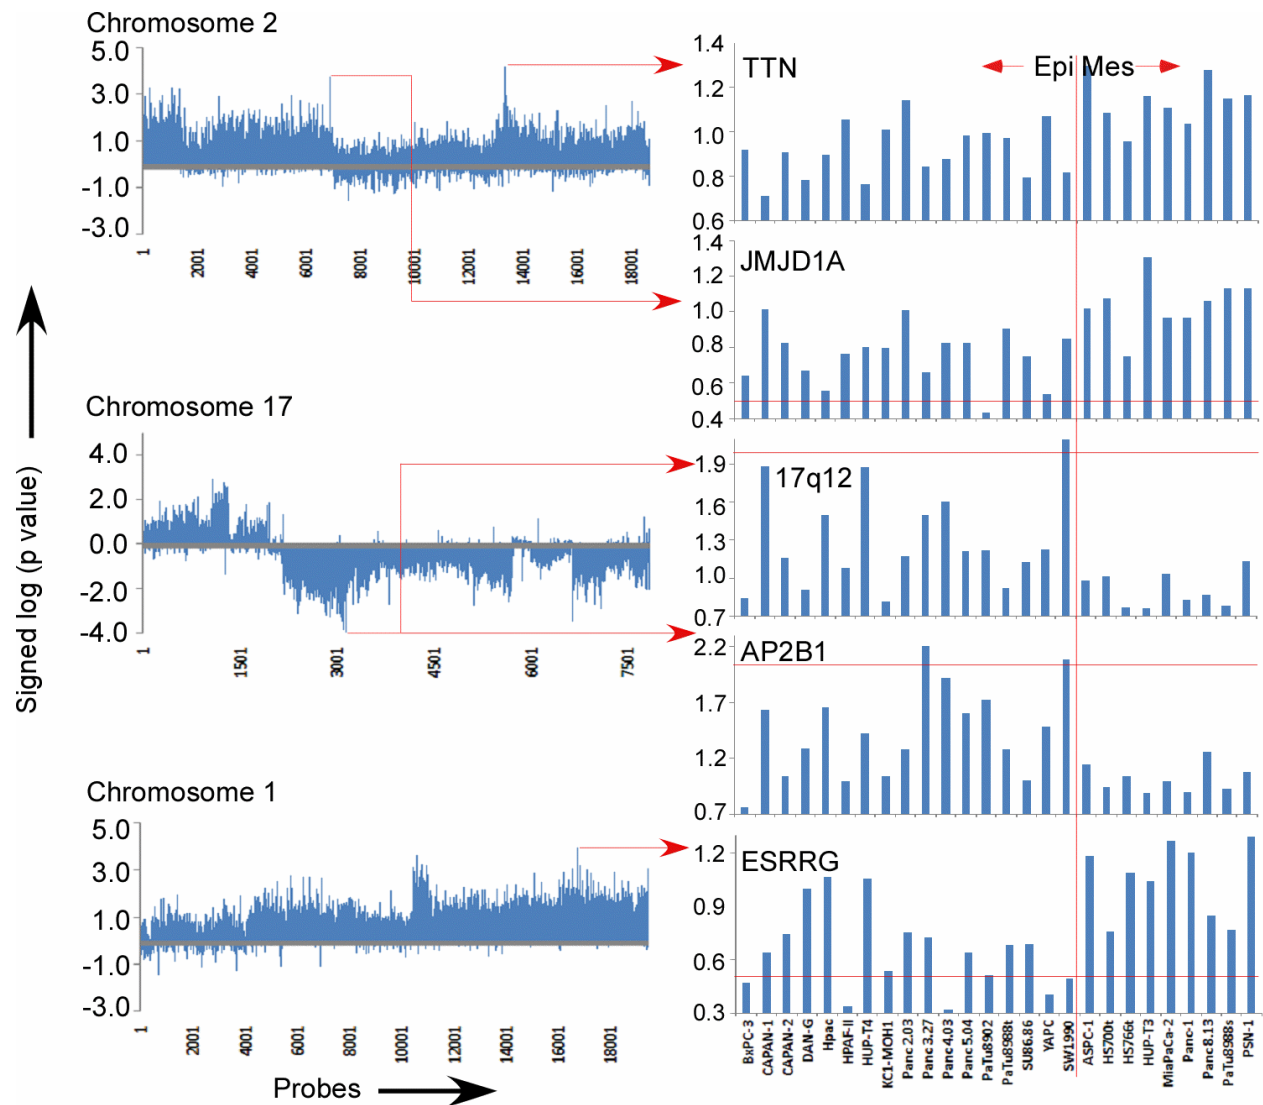 Chromosome 2
5.0
3.0
1.0
-1.0
-3.0
1
2001
4001
6001
8001
10001
12001
14001
16001
18001
Signed log (p value)
Chromosome 17
4.0
2.0
0.0
-2.0
-4.0
1
1501
3001
4501
6001
7501
Chromosome 1
5.0
3.0
1.0
-1.0
-3.0
1
2001
4001
6001
8001
10001
12001
14001
16001
18001
Probes
TTN
Epi Mes
1.4
1.2
1.0
0.8
0.6
JMJD1A
1.4
1.2
1.0
0.8
0.6
0.4
17q12
1.9
1.6
1.3
1.0
0.7
AP2B1
2.2
1.7
1.2
0.7
ESRRG
1.2
0.9
0.6
0.3
BxPC-3
CAPAN-1
CAPAN-2
DAN-G
Hpac
HPAF-II
HUP-T4
KC1-MOH1
Panc 2.03
Panc 3.27
Panc 4.03
Panc 5.04
PaTu8902
PaTu8988t
SU86.86
YAPC
SW1990
ASPC-1
HS700t
HS766t
HUP-T3
MiaPaCa-2
Panc-1
Panc 8.13
PaTu8988s
PSN-1